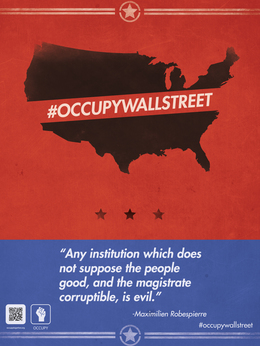 #OCCUPYWALLSTREET
“Any institution which does
not suppose the people
good, and the magistrate
corruptible, is evil.”
-Maximilien Robespierre
OCCUPY
#occupywallstreet